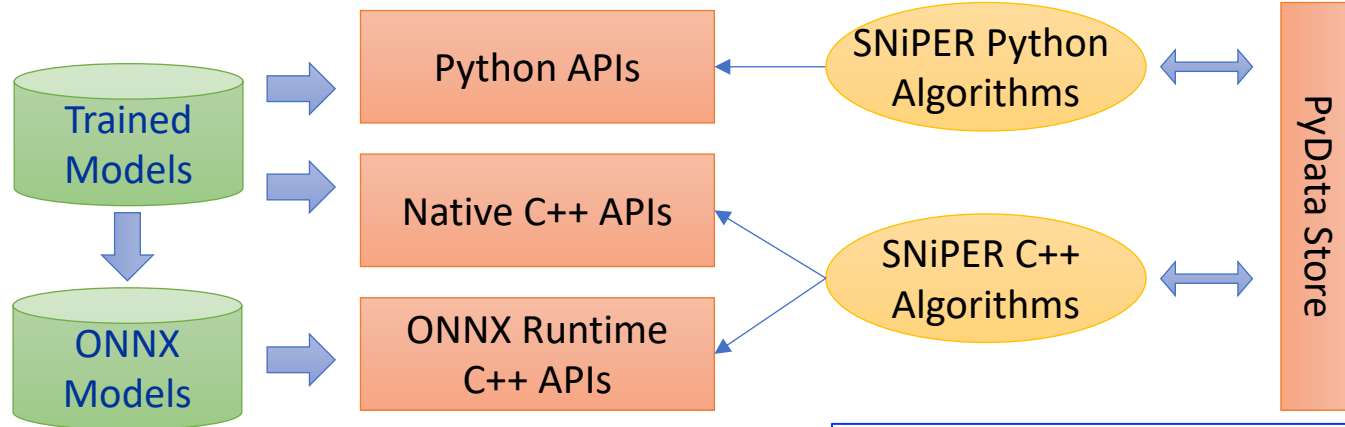 Trained
Models
ONNX
Models
Python APIs
Native C++ APIs
ONNX Runtime
C++ APIs
SNiPER Python
Algorithms
SNiPER C++
Algorithms
PyData Store